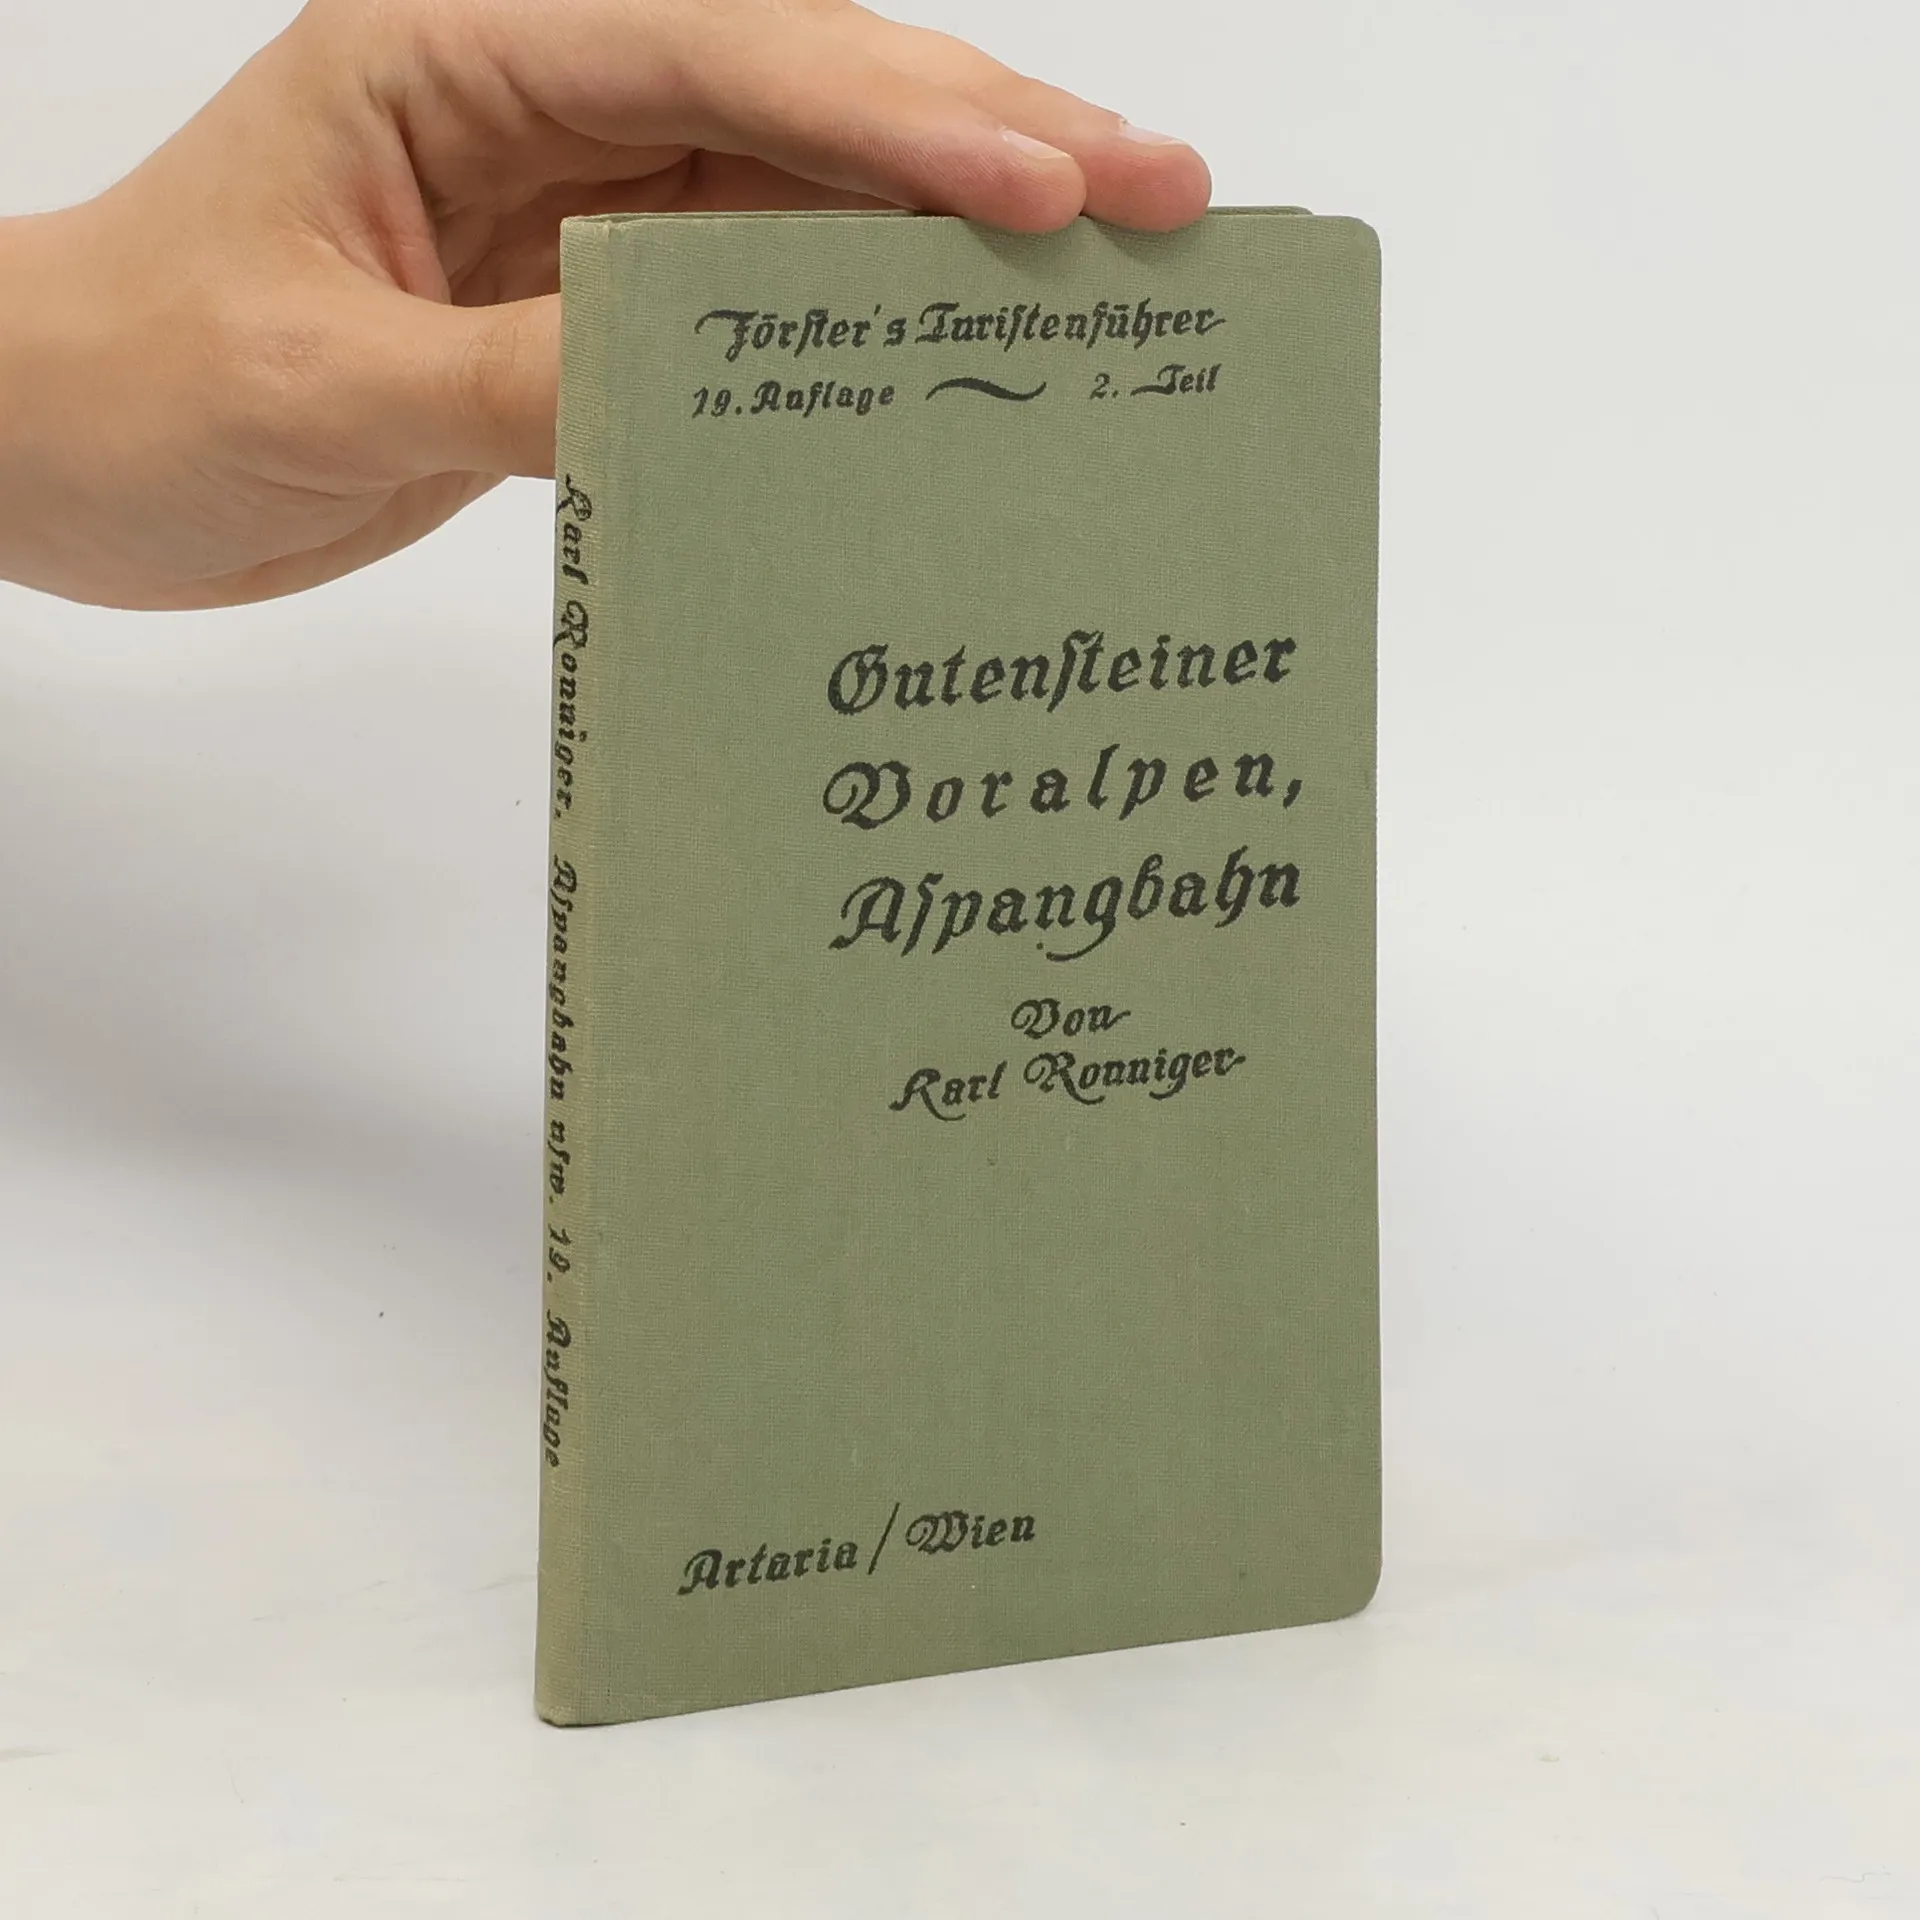 Förſter's Turiſtenführer
19. Auflage 2. Teil
Gutenſteiner
Voralpen,
Aſpangbahn
Von
Karl Ronniger
Artaria / Wien
Karl Ronniger, Aſpangbahn uſw. 19. Auflage